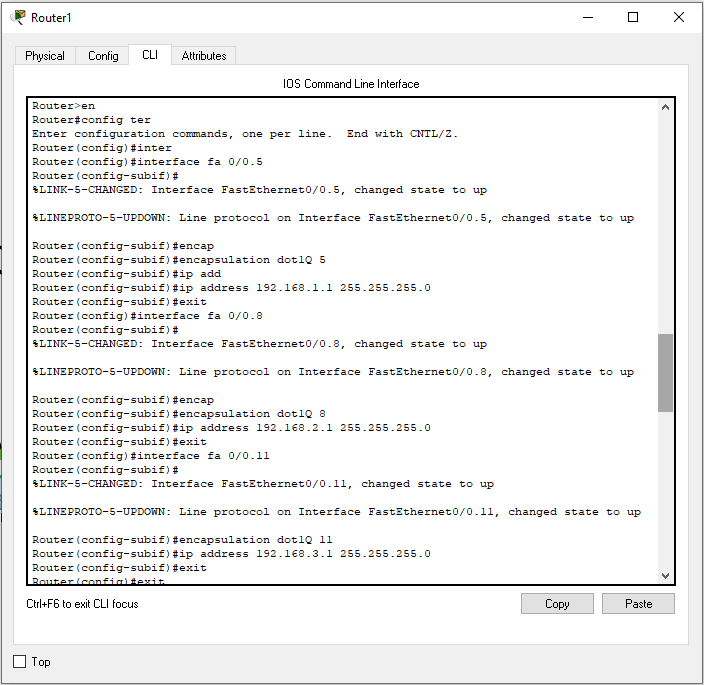 Router1
Physical Config CLI Attributes
IOS Command Line Interface
Router>en
Router#config ter
Enter configuration commands, one per line.  End with CNTL/Z.
Router(config)#inter
Router(config)#interface fa 0/0.5
Router(config-subif)#
%LINK-5-CHANGED: Interface FastEthernet0/0.5, changed state to up
%LINEPROTO-5-UPDOWN: Line protocol on Interface FastEthernet0/0.5, changed state to up
Router(config-subif)#encap
Router(config-subif)#encapsulation dot1Q 5
Router(config-subif)#ip add
Router(config-subif)#ip address 192.168.1.1 255.255.255.0
Router(config-subif)#exit
Router(config)#interface fa 0/0.8
Router(config-subif)#
%LINK-5-CHANGED: Interface FastEthernet0/0.8, changed state to up
%LINEPROTO-5-UPDOWN: Line protocol on Interface FastEthernet0/0.8, changed state to up
Router(config-subif)#encap
Router(config-subif)#encapsulation dot1Q 8
Router(config-subif)#ip address 192.168.2.1 255.255.255.0
Router(config-subif)#exit
Router(config)#interface fa 0/0.11
Router(config-subif)#
%LINK-5-CHANGED: Interface FastEthernet0/0.11, changed state to up
%LINEPROTO-5-UPDOWN: Line protocol on Interface FastEthernet0/0.11, changed state to up
Router(config-subif)#encapsulation dot1Q 11
Router(config-subif)#ip address 192.168.3.1 255.255.255.0
Router(config-subif)#exit
Router(config)#exit
Ctrl+F6 to exit CLI focus
Copy Paste
Top